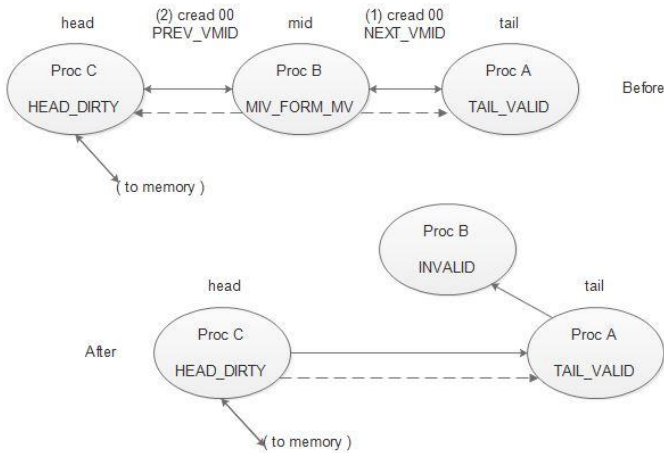 head
(2) cread 00
PREV_VMID
mid
(1) cread 00
NEXT_VMID
tail
Proc C
HEAD_DIRTY
Proc B
MIV_FORM_MV
Proc A
TAIL_VALID
Before
( to memory )
Proc B
INVALID
head
tail
After
Proc C
HEAD_DIRTY
Proc A
TAIL_VALID
( to memory )